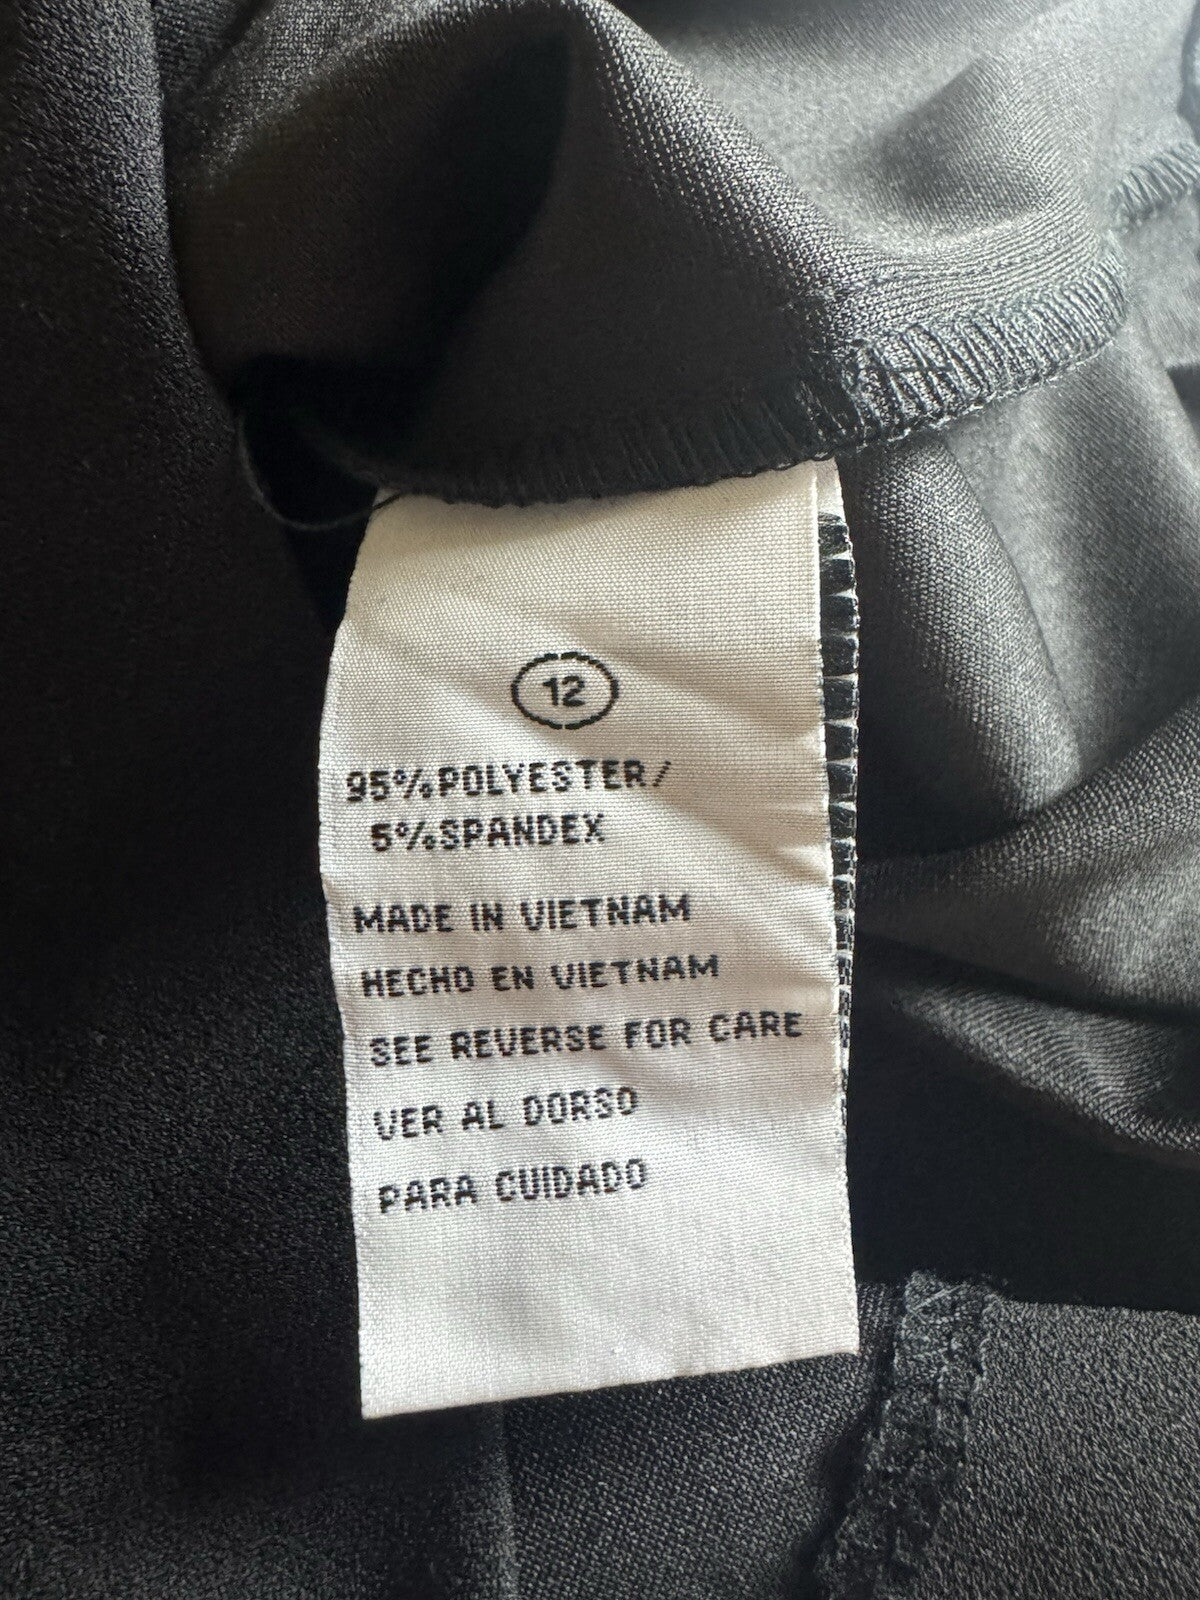 12
95%POLYESTER/
5%SPANDEX
MADE IN VIETNAM
HECHO EN VIETNAM
SEE REVERSE FOR CARE
VER AL DORSO
PARA CUIDADO